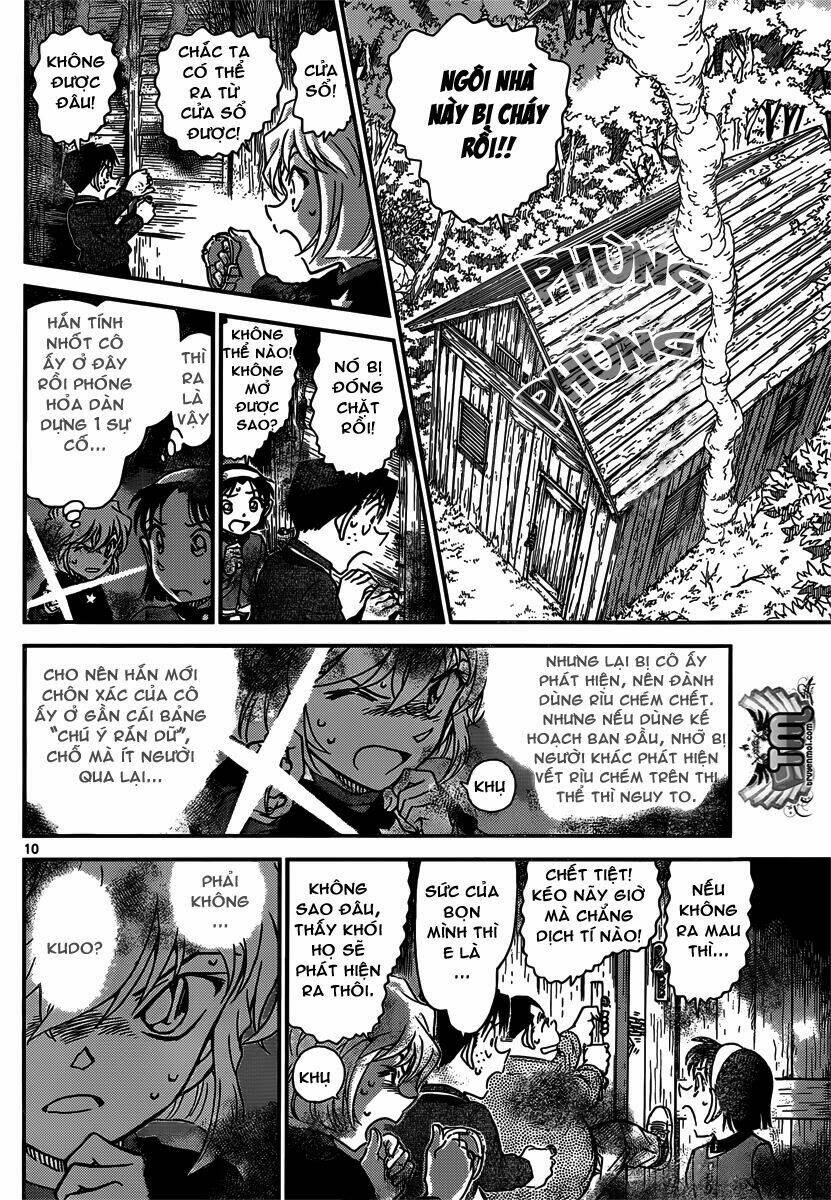 NGÔI NHÀ
NÀY BỊ CHÁY
RỒI!!
PHỪNG
PHỪNG
CỬA
SỔ!
CHẮC TA
CÓ THỂ
RA TỪ
CỬA SỔ
ĐƯỢC!
KHÔNG
ĐƯỢC
ĐÂU!
NÓ BỊ
ĐÓNG
CHẶT
RỒI!
KHÔNG
THỂ NÀO!
KHÔNG
MỞ
ĐƯỢC
SAO?
THÌ
RA
LÀ
VẬY
HẮN TÍNH
NHỐT CÔ
ẤY Ở ĐÂY
RỒI PHÓNG
HỎA DÀN
DỰNG 1 SỰ
CỐ...
NHƯNG LẠI BỊ CÔ ẤY
PHÁT HIỆN, NÊN ĐÀNH
DÙNG RÌU CHÉM CHẾT.
NHƯNG NẾU DÙNG KẾ
HOẠCH BAN ĐẦU, NHỠ BỊ
NGƯỜI KHÁC PHÁT HIỆN
VẾT RÌU CHÉM TRÊN THI
THỂ THÌ NGUY TO.
KHỤ
CHO NÊN HẮN MỚI
CHÔN XÁC CỦA CÔ
ẤY Ở GẦN CÁI BẢNG
“CHÚ Ý RẮN DỮ”,
CHỖ MÀ ÍT NGƯỜI
QUA LẠI...
TM
truyenmoi.com
10
NẾU
KHÔNG
RA MAU
THÌ...
CHẾT TIỆT!
KÉO NÃY GIỜ
MÀ CHẲNG
DỊCH TÍ NÀO!
SỨC CỦA
BỌN
MÌNH THÌ
E LÀ
...
KHÔNG
SAO ĐÂU,
THẤY KHÓI
HỌ SẼ
PHÁT HIỆN
RA THÔI.
KHỤ
PHẢI
KHÔNG
...
KUDO?